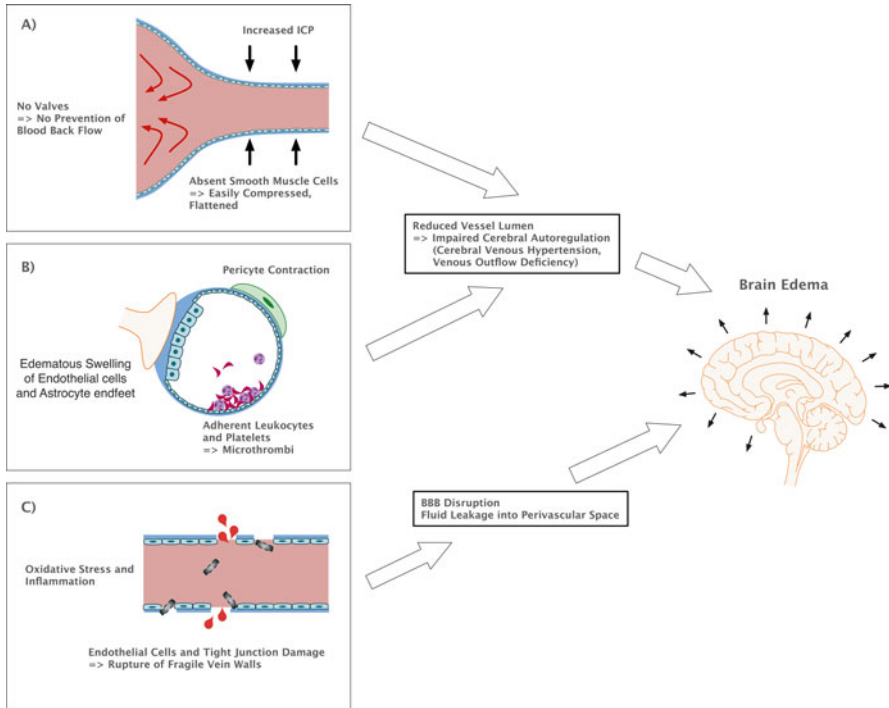 A)
Increased ICP
No Valves
=> No Prevention of
Blood Back Flow
Absent Smooth Muscle Cells
=> Easily Compressed,
Flattened
B)
Pericyte Contraction
Edematous Swelling
of Endothelial cells
and Astrocyte endfeet
Adherent Leukocytes
and Platelets
=> Microthrombi
C)
Oxidative Stress and
Inflammation
Endothelial Cells and Tight Junction Damage
=> Rupture of Fragile Vein Walls
Reduced Vessel Lumen
=> Impaired Cerebral Autoregulation
(Cerebral Venous Hypertension,
Venous Outflow Deficiency)
BBB Disruption
Fluid Leakage into Perivascular Space
Brain Edema